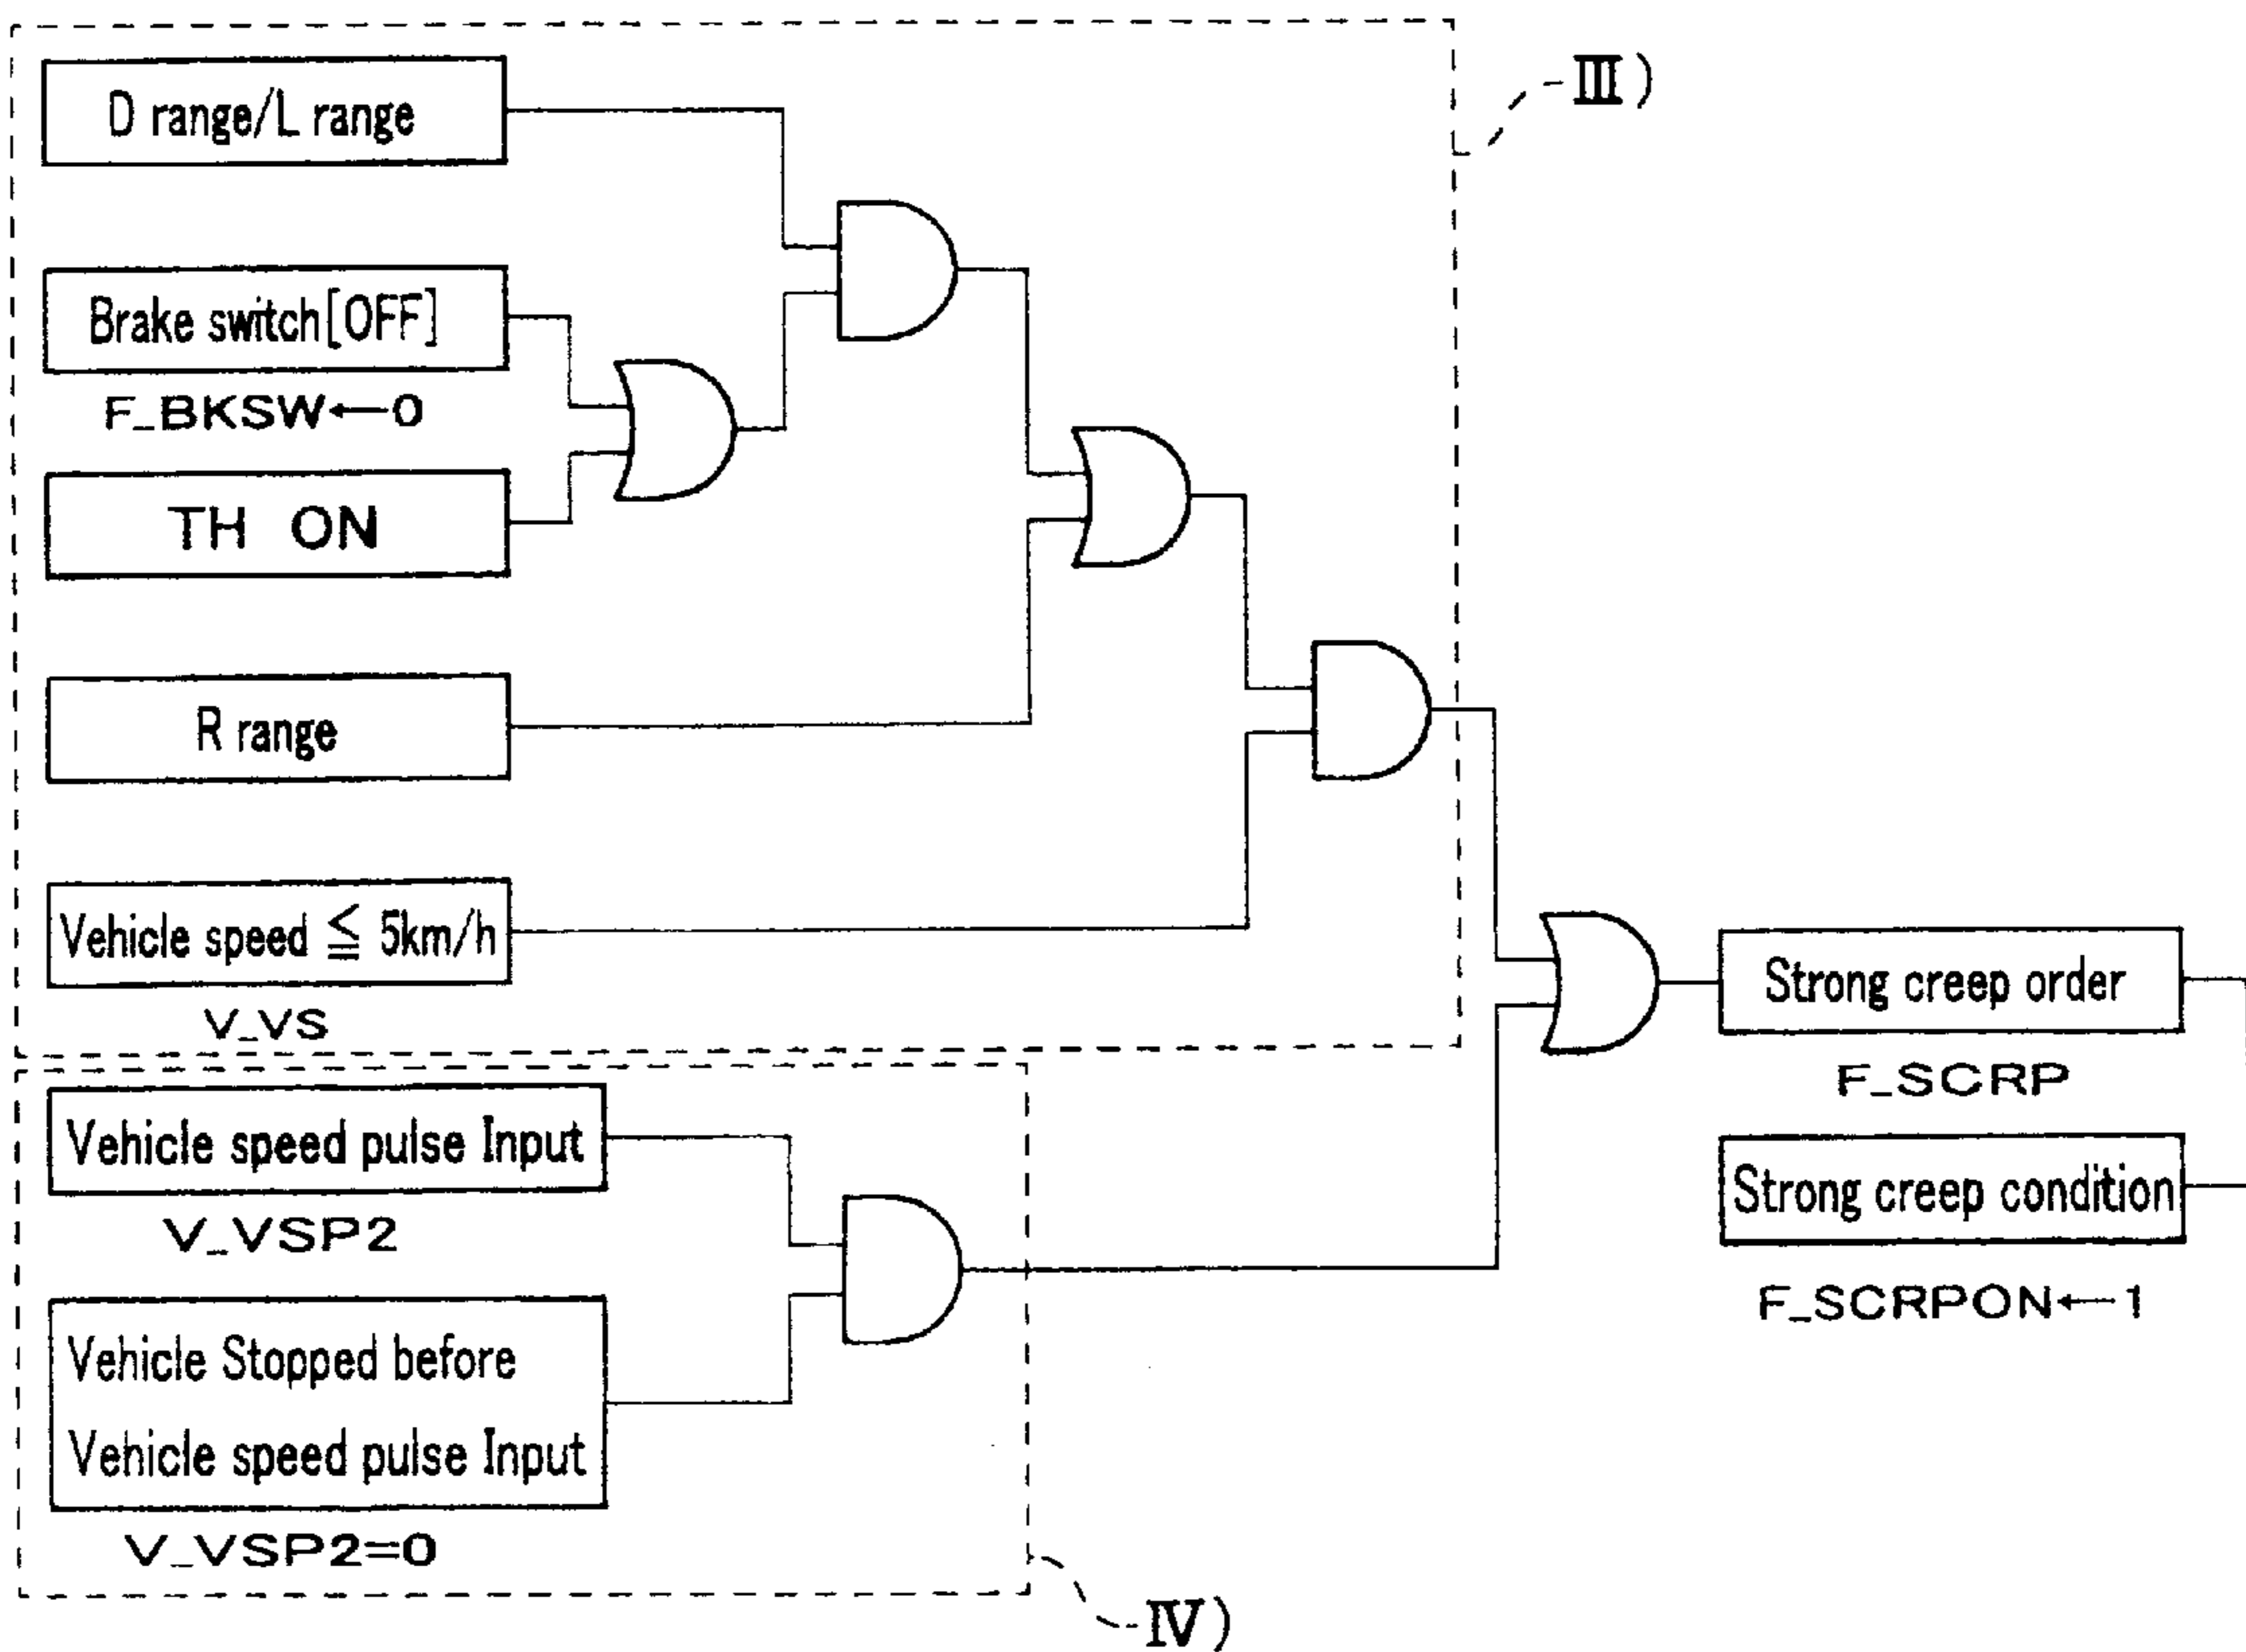 III)
D range/L range
Brake switch[OFF]
F_BKSW←0
TH ON
R range
Vehicle speed ≦ 5km/h
V_VS
Strong creep order
F_SCRP
Vehicle speed pulse Input
V_VSP2
Strong creep condition
F_SCRPON←1
Vehicle Stopped before
Vehicle speed pulse Input
V_VSP2=0
IV)